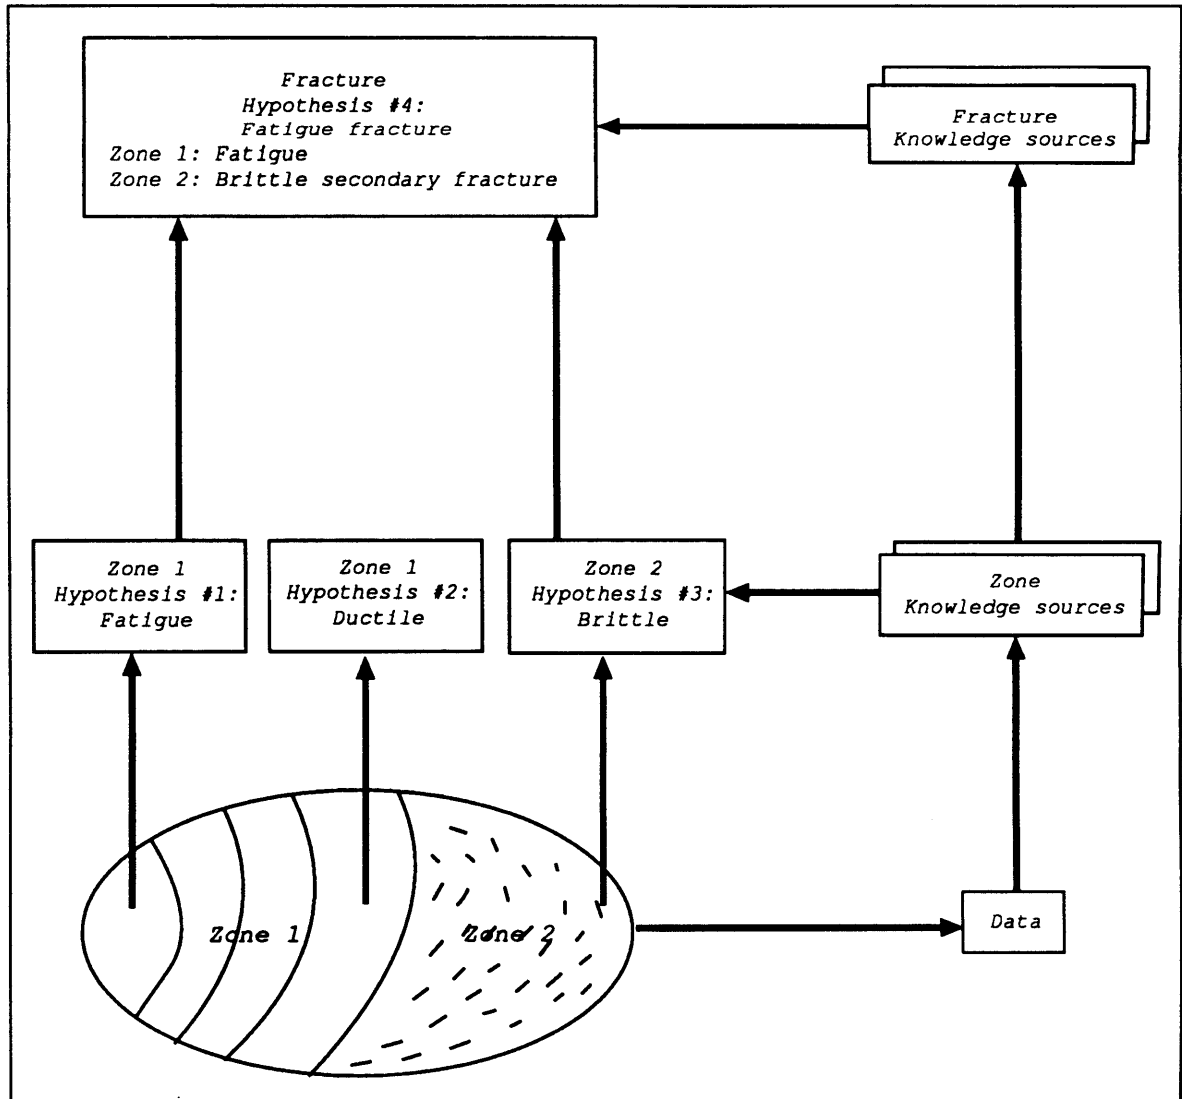 Fracture
Hypothesis #4:
Fatigue fracture
Zone 1: Fatigue
Zone 2: Brittle secondary fracture
Fracture
Knowledge sources
Zone 1
Hypothesis #1:
Fatigue
Zone 1
Hypothesis #2:
Ductile
Zone 2
Hypothesis #3:
Brittle
Zone
Knowledge sources
Zone 1
Zone 2
Data